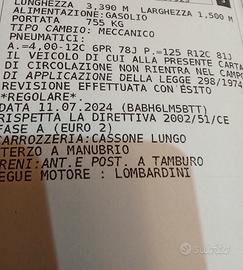 LUNGHEZZA 3,390 M LARGHEZZA 1,500 M
ALIMENTAZIONE:GASOLIO
PORTATA 755 KG
TIPO CAMBIO: MECCANICO
PNEUMATICI:
A.=4,00-12C 6PR 78J P.=125 R12C 81J
IL VEICOLO DI CUI ALLA PRESENTE CARTA
DI CIRCOLAZIONE NON RIENTRA NEL CAMPO
DI APPLICAZIONE DELLA LEGGE 298/1974
REVISIONE EFFETTUATA CON ESITO
*REGOLARE*.
DATA 11.07.2024 (BABH6LM5BTT)
RISPETTA LA DIRETTIVA 2002/51/CE
FASE A (EURO 2)
CARROZZERIA:CASSONE LUNGO
STERZO A MANUBRIO
FRENI:ANT.E POST. A TAMBURO
SEGUE MOTORE : LOMBARDINI
subito